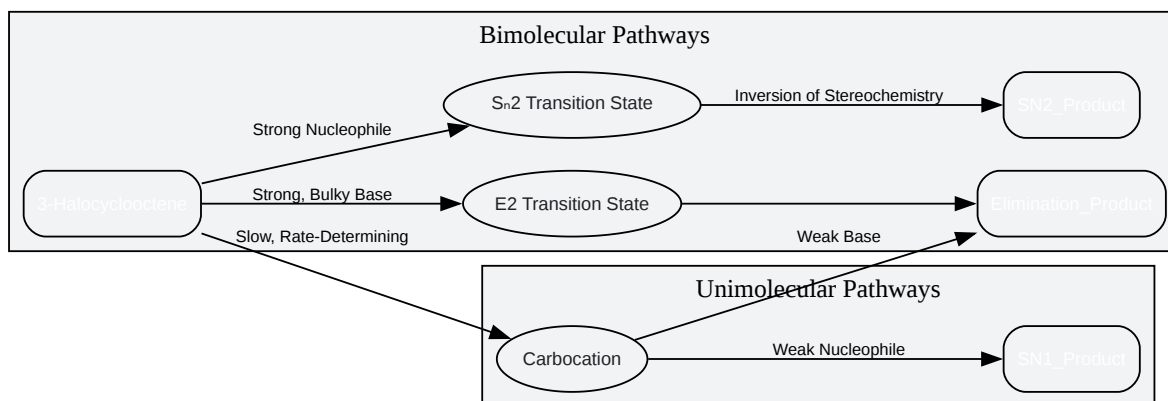 Bimolecular Pathways
Sₙ2 Transition State
Inversion of Stereochemistry
SN2_Product
Strong Nucleophile
3-Halocyclooctene
Strong, Bulky Base
E2 Transition State
Elimination_Product
Slow, Rate-Determining
Weak Base
Unimolecular Pathways
Carbocation
Weak Nucleophile
SN1_Product